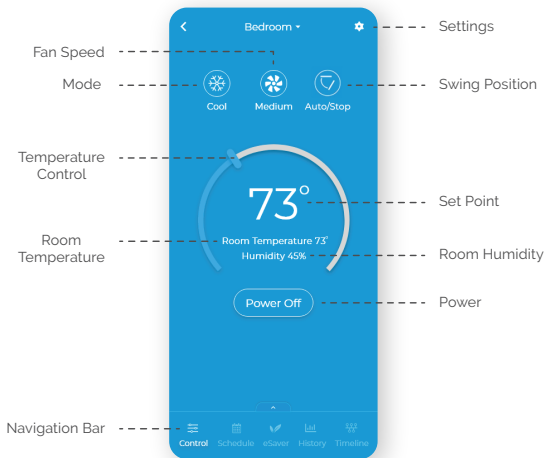 Bedroom
Settings
Fan Speed
Mode
Swing Position
Cool
Medium
Auto/Stop
Temperature
Control
73°
Set Point
Room
Temperature
Room Temperature 73°
Humidity 45%
Room Humidity
Power Off
Power
Navigation Bar
Control
Schedule
eSaver
History
Timeline